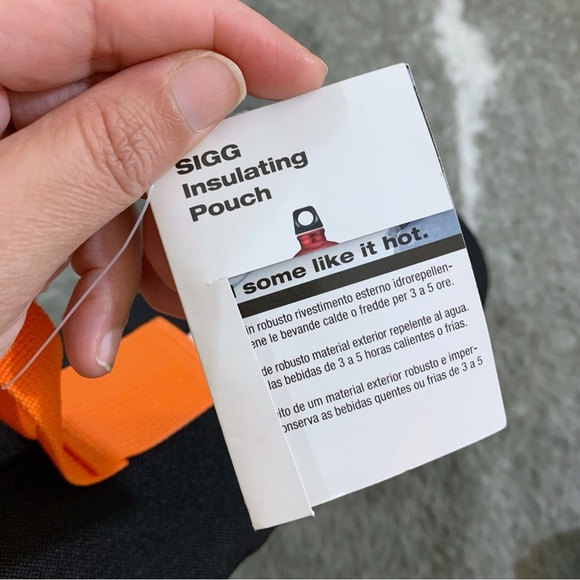 SIGG
Insulating
Pouch
some like it hot.
in robusto rivestimento esterno idrorepellen-
ene le bevande calde o fredde per 3 a 5 ore.
de robusto material exterior repelente al agua.
las bebidas de 3 a 5 horas calientes o frias.
ito de um material exterior robusto e imper-
onserva as bebidas quentes ou frias de 3 a 5